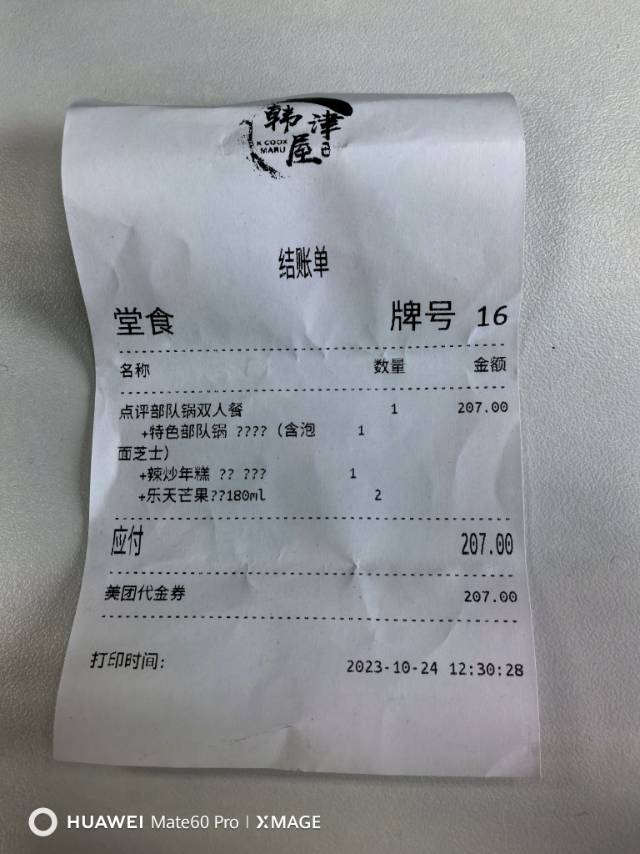 韩津屋
K COOK
MARU
结账单
堂食 牌号 16
名称 数量 金额
点评部队锅双人餐 1 207.00
+特色部队锅 ????（含泡 1
面芝士）
+辣炒年糕 ?? ??? 1
+乐天芒果??180ml 2
应付 207.00
美团代金券 207.00
打印时间: 2023-10-24 12:30:28
HUAWEI Mate60 Pro | XMAGE